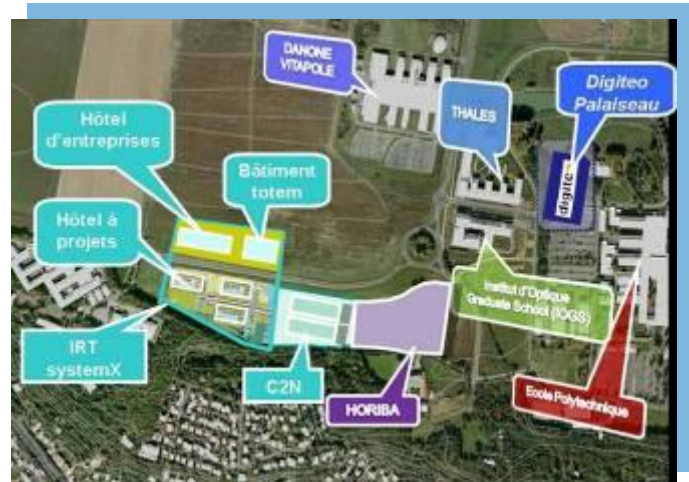 DANONE
VITAPOLE
Digiteo
Palaiseau
THALES
Hôtel
d'entreprises
Bâtiment
totem
digiteo
Hôtel à
projets
Institut d'Optique
Graduate School (IOGS)
IRT
systemX
C2N
HORIBA
Ecole Polytechnique